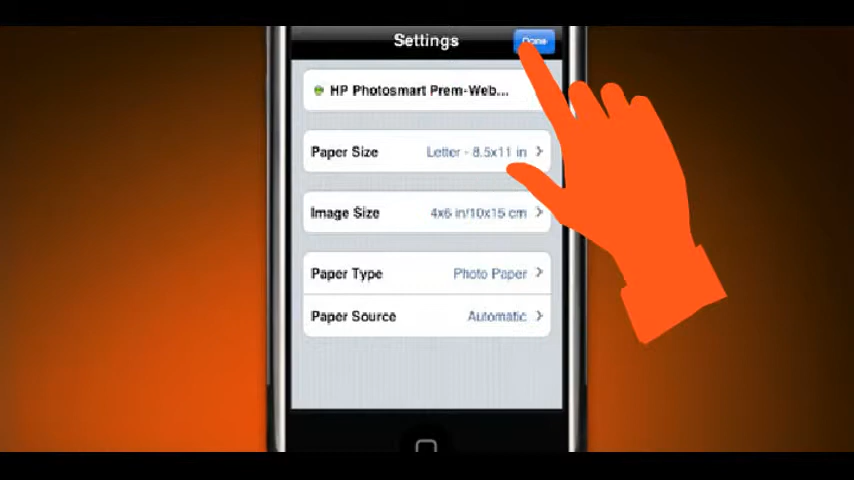 Settings
Done
HP Photosmart Prem-Web...
Paper Size Letter - 8.5x11 in
Image Size 4x6 in/10x15 cm
Paper Type Photo Paper
Paper Source Automatic